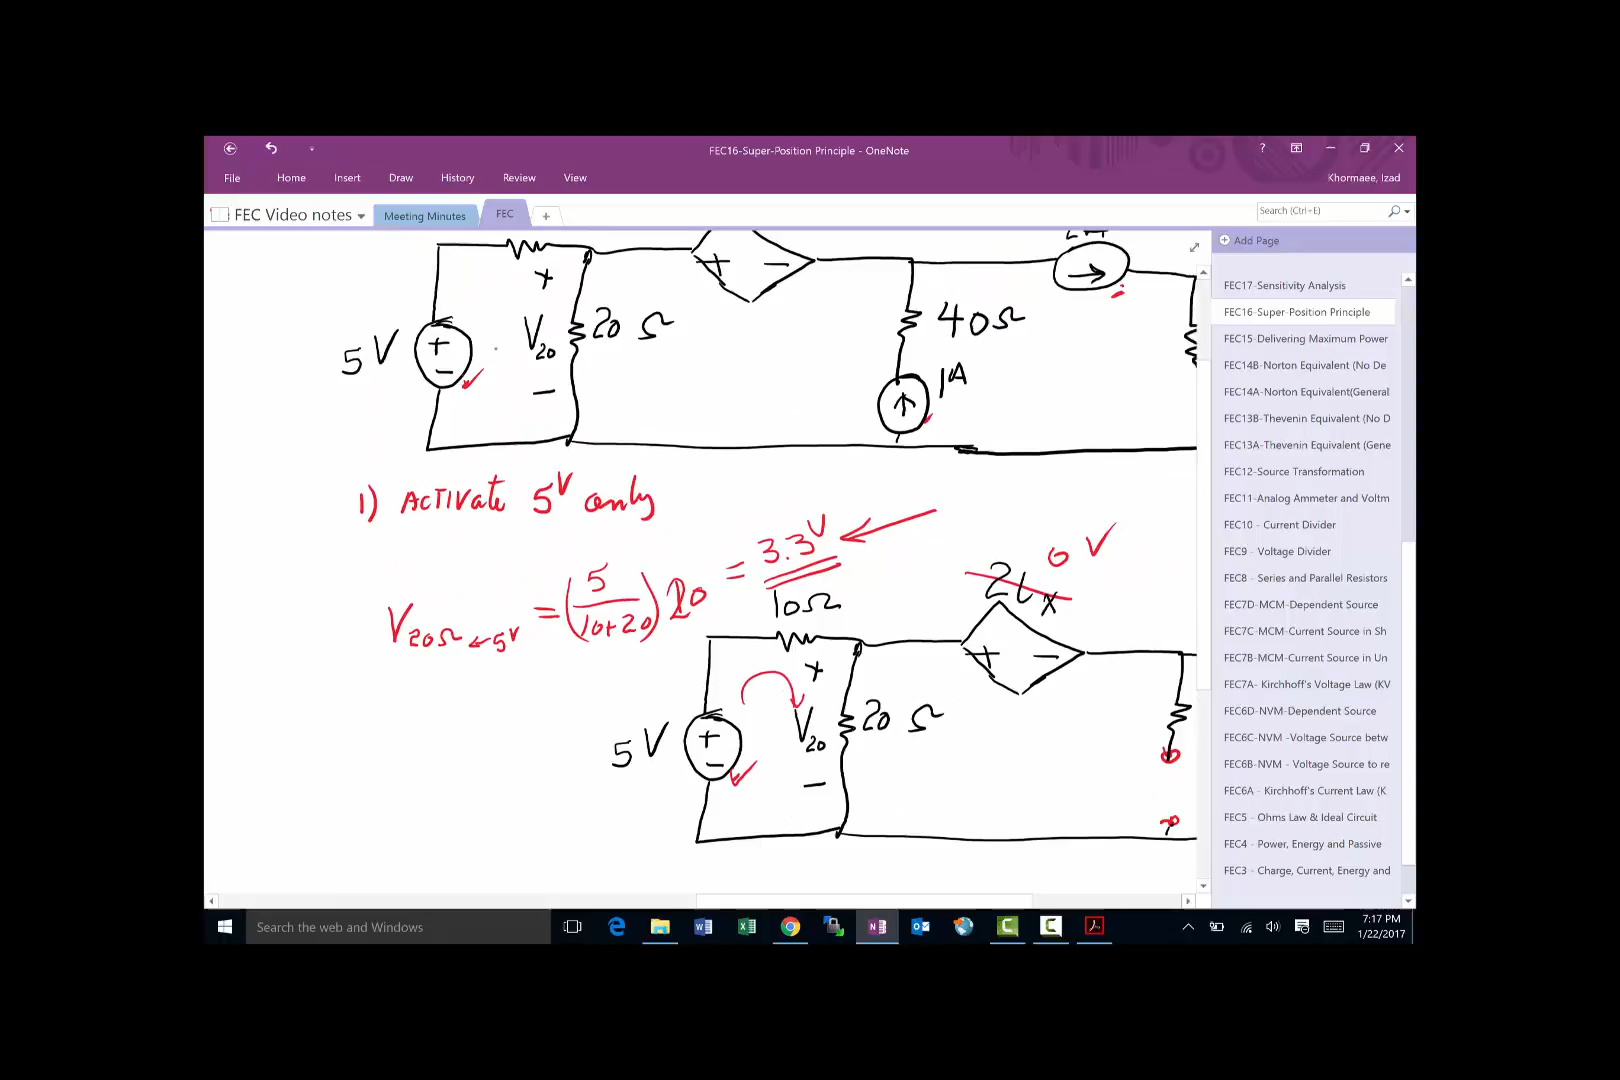 FEC16-Super-Position Principle - OneNote
?
File Home Insert Draw History Review View
Khormaee, Izad
FEC Video notes Meeting Minutes FEC +
Search (Ctrl+E)
Add Page
FEC17-Sensitivity Analysis
FEC16-Super-Position Principle
FEC15-Delivering Maximum Power
FEC14B-Norton Equivalent (No De
FEC14A-Norton Equivalent(General
FEC13B-Thevenin Equivalent (No D
FEC13A-Thevenin Equivalent (Gene
FEC12-Source Transformation
FEC11-Analog Ammeter and Voltm
FEC10 - Current Divider
FEC9 - Voltage Divider
FEC8 - Series and Parallel Resistors
FEC7D-MCM-Dependent Source
FEC7C-MCM-Current Source in Sh
FEC7B-MCM-Current Source in Un
FEC7A- Kirchhoff's Voltage Law (KV
FEC6D-NVM-Dependent Source
FEC6C-NVM -Voltage Source betw
FEC6B-NVM - Voltage Source to re
FEC6A - Kirchhoff's Current Law (K
FEC5 - Ohms Law & Ideal Circuit
FEC4 - Power, Energy and Passive
FEC3 - Charge, Current, Energy and
+ −
+
5 V + − V20 20 Ω 40 Ω
−
1A
1) ACTIVATE 5V only
V20Ω←5V = (5/10+20) 20 = 3.3V
0 V
2ix
10Ω
+ −
+
5 V + − V20 20 Ω
−
Search the web and Windows
7:17 PM
1/22/2017